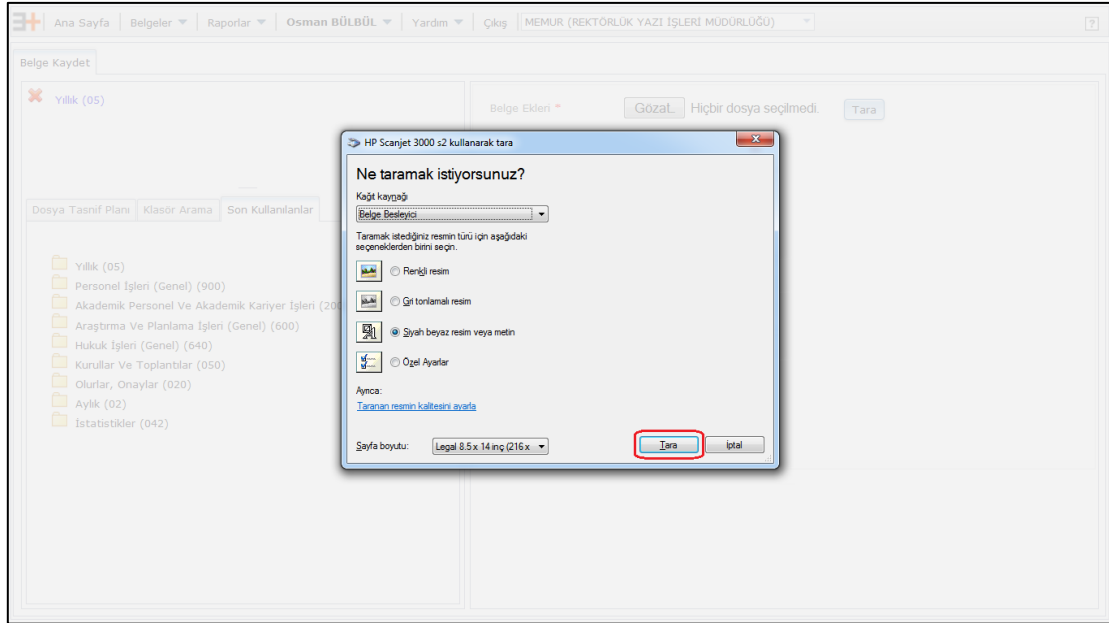 Ana Sayfa Belgeler Raporlar Osman BÜLBÜL Yardım Çıkış MEMUR (REKTÖRLÜK YAZI İŞLERİ MÜDÜRLÜĞÜ) ?
Belge Kaydet
Yıllık (05)
Belge Ekleri * Gözat.. Hiçbir dosya seçilmedi. Tara
HP Scanjet 3000 s2 kullanarak tara
Ne taramak istiyorsunuz?
Kağıt kaynağı
Belge Besleyici
Taramak istediğiniz resmin türü için aşağıdaki
seçeneklerden birini seçin.
Renkli resim
Gri tonlamalı resim
Siyah beyaz resim veya metin
Özel Ayarlar
Ayrıca:
Taranan resmin kalitesini ayarla
Sayfa boyutu: Legal 8.5 x 14 inç (216 x Tara İptal
Dosya Tasnif Planı Klasör Arama Son Kullanılanlar
Yıllık (05)
Personel İşleri (Genel) (900)
Akademik Personel Ve Akademik Kariyer İşleri (20
Araştırma Ve Planlama İşleri (Genel) (600)
Hukuk İşleri (Genel) (640)
Kurullar Ve Toplantılar (050)
Olurlar, Onaylar (020)
Aylık (02)
İstatistikler (042)